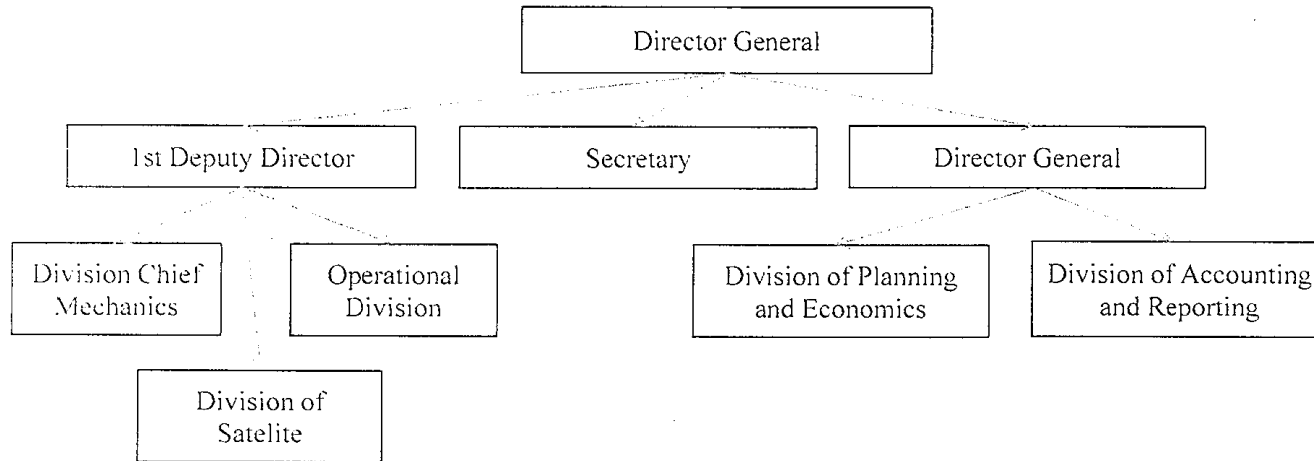 Director General
1st Deputy Director
Secretary
Director General
Division Chief
Mechanics
Operational
Division
Division of Planning
and Economics
Division of Accounting
and Reporting
Division of
Satelite